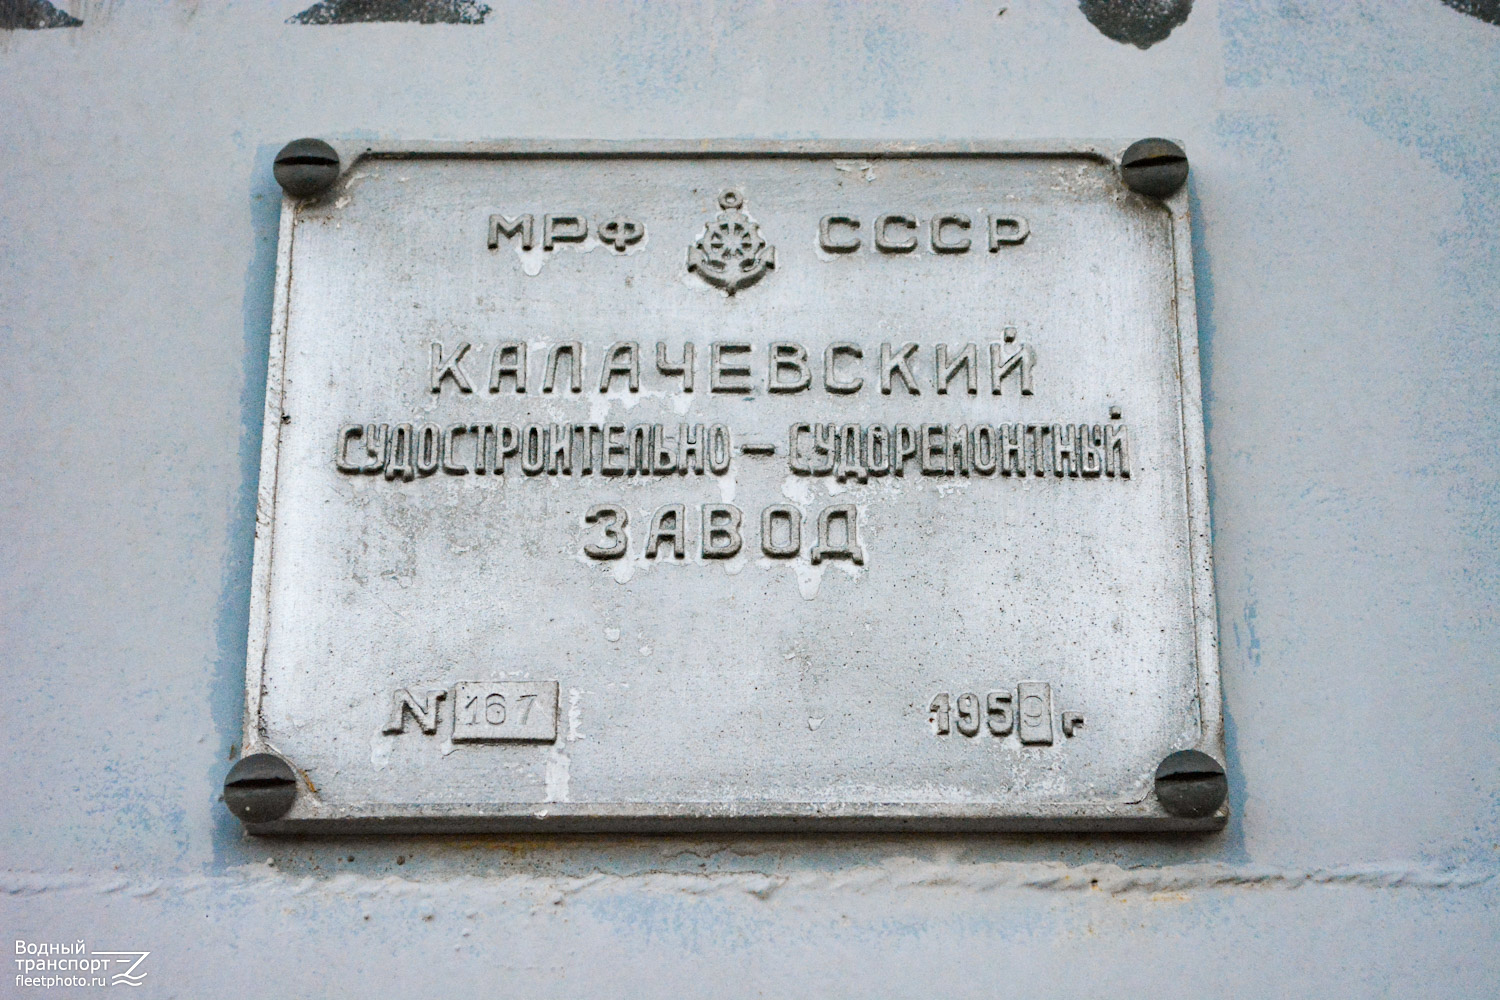 МРФ СССР
КАЛАЧЕВСКИЙ
СУДОСТРОИТЕЛЬНО-СУДОРЕМОНТНЫЙ
ЗАВОД
N 167 1959 г
Водный
транспорт
fleetphoto.ru